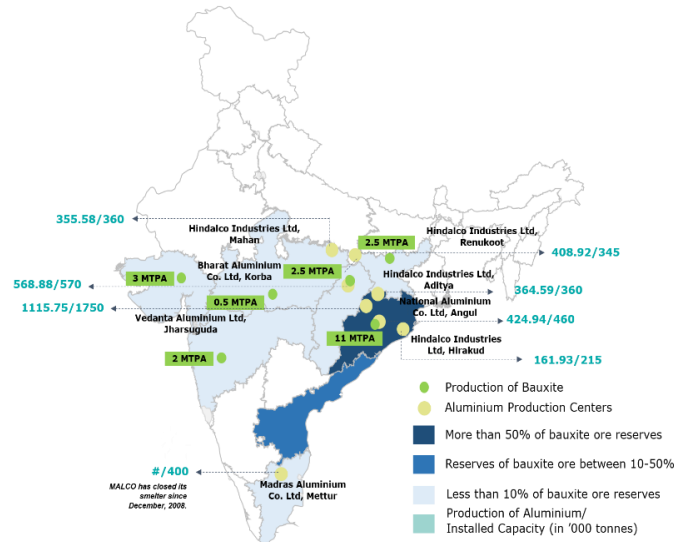 355.58/360
Hindalco Industries Ltd,
Mahan
2.5 MTPA
Hindalco Industries Ltd,
Renukoot
408.92/345
568.88/570
3 MTPA
Bharat Aluminium
Co. Ltd, Korba
2.5 MTPA
Hindalco Industries Ltd,
Aditya
364.59/360
1115.75/1750
0.5 MTPA
National Aluminium
Co. Ltd, Angul
424.94/460
Vedanta Aluminium Ltd,
Jharsuguda
11 MTPA
Hindalco Industries
Ltd, Hirakud
161.93/215
2 MTPA
Production of Bauxite
Aluminium Production Centers
More than 50% of bauxite ore reserves
Reserves of bauxite ore between 10-50%
Less than 10% of bauxite ore reserves
Production of Aluminium/
Installed Capacity (in '000 tonnes)
#/400
MALCO has closed its
smelter since
December, 2008.
Madras Aluminium
Co. Ltd, Mettur